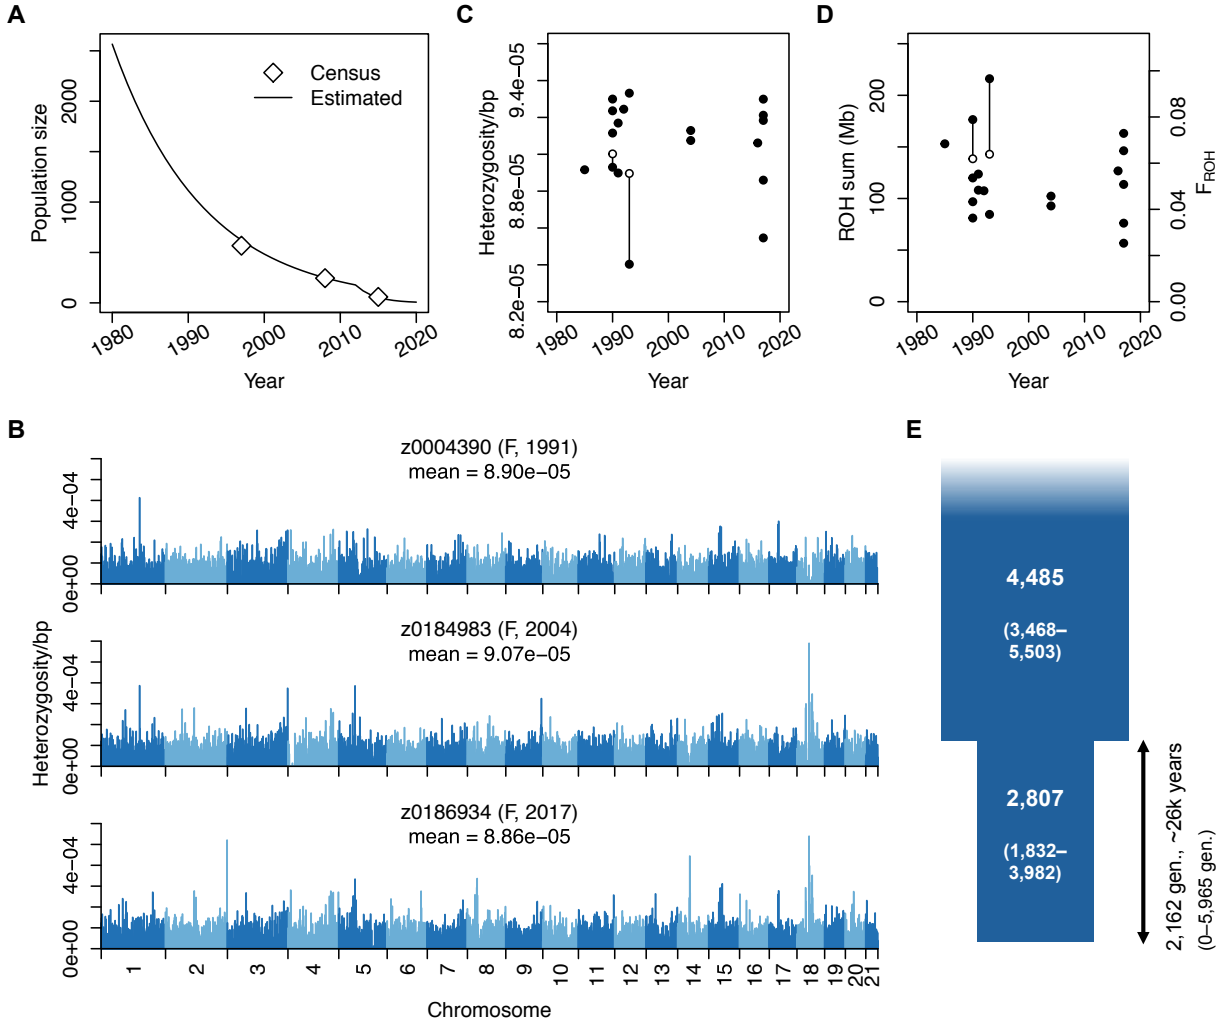 A
Population size
0
1000
2000
Census
Estimated
1980
1990
2000
2010
2020
Year
C
Heterozygosity/bp
8.2e−05
8.8e−05
9.4e−05
1980
1990
2000
2010
2020
Year
D
ROH sum (Mb)
0
100
200
0.00
0.04
0.08
FROH
1980
1990
2000
2010
2020
Year
B
Heterozygosity/bp
z0004390 (F, 1991)
mean = 8.90e−05
0e+00
4e−04
z0184983 (F, 2004)
mean = 9.07e−05
0e+00
4e−04
z0186934 (F, 2017)
mean = 8.86e−05
0e+00
4e−04
1
2
3
4
5
6
7
8
9
10
11
12
13
14
15
16
17
18
19
20
21
Chromosome
E
4,485
(3,468–
5,503)
2,807
(1,832–
3,982)
2,162 gen., ~26k years
(0–5,965 gen.)